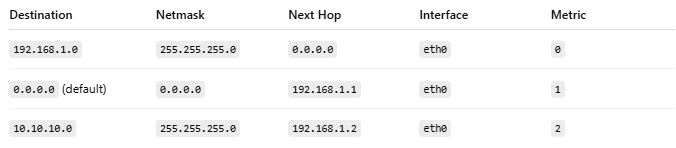 Destination Netmask Next Hop Interface Metric
192.168.1.0 255.255.255.0 0.0.0.0 eth0 0
0.0.0.0 (default) 0.0.0.0 192.168.1.1 eth0 1
10.10.10.0 255.255.255.0 192.168.1.2 eth0 2